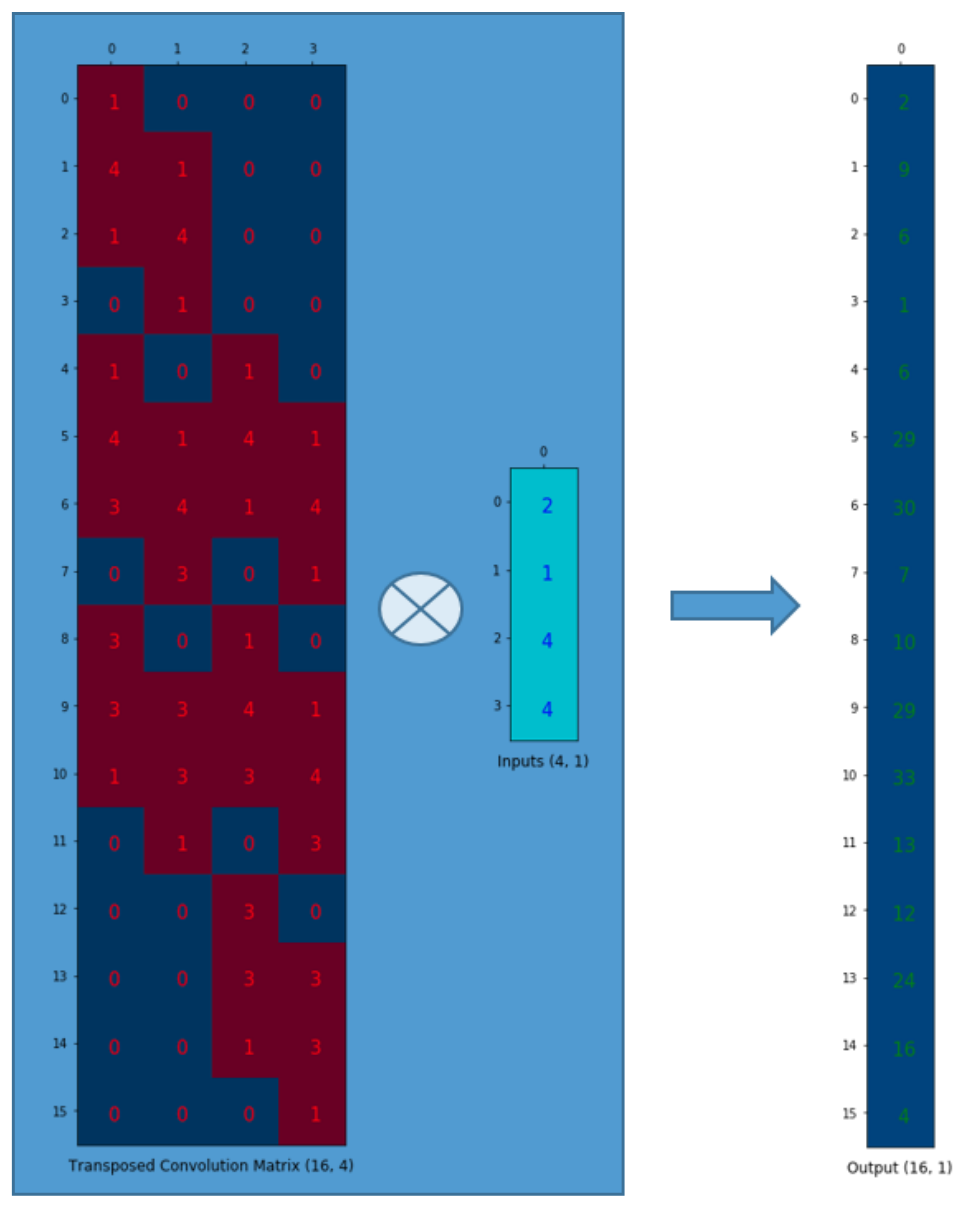 0 1 2 3
0 1 0 0 0
1 4 1 0 0
2 1 4 0 0
3 0 1 0 0
4 1 0 1 0
5 4 1 4 1
6 3 4 1 4
7 0 3 0 1
8 3 0 1 0
9 3 3 4 1
10 1 3 3 4
11 0 1 0 3
12 0 0 3 0
13 0 0 3 3
14 0 0 1 3
15 0 0 0 1
Transposed Convolution Matrix (16, 4)
0
0 2
1 1
2 4
3 4
Inputs (4, 1)
0
0 2
1 9
2 6
3 1
4 6
5 29
6 30
7 7
8 10
9 29
10 33
11 13
12 12
13 24
14 16
15 4
Output (16, 1)